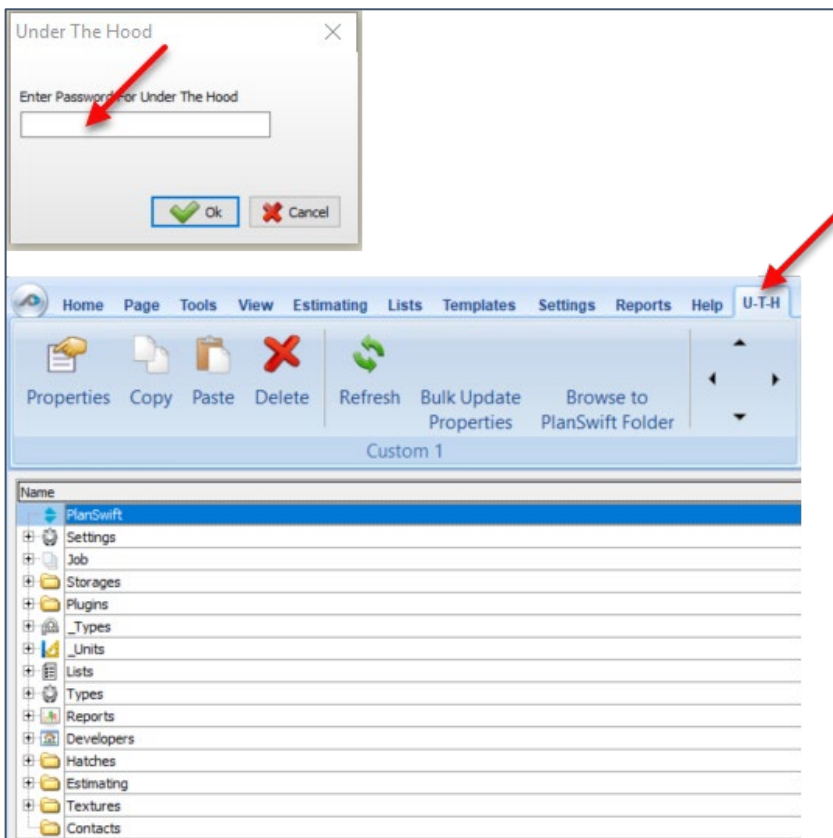 Under The Hood
Enter Password For Under The Hood
Ok Cancel
Home Page Tools View Estimating Lists Templates Settings Reports Help U-T-H
Properties Copy Paste Delete Refresh Bulk Update Browse to
Properties PlanSwift Folder
Custom 1
Name
PlanSwift
Settings
Job
Storages
Plugins
_Types
_Units
Lists
Types
Reports
Developers
Hatches
Estimating
Textures
Contacts